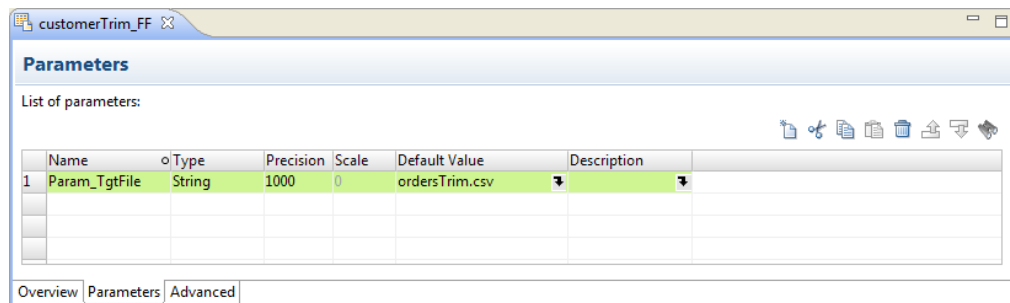 customerTrim_FF
Parameters
List of parameters:
Name Type Precision Scale Default Value Description
1 Param_TgtFile String 1000 0 ordersTrim.csv
Overview Parameters Advanced